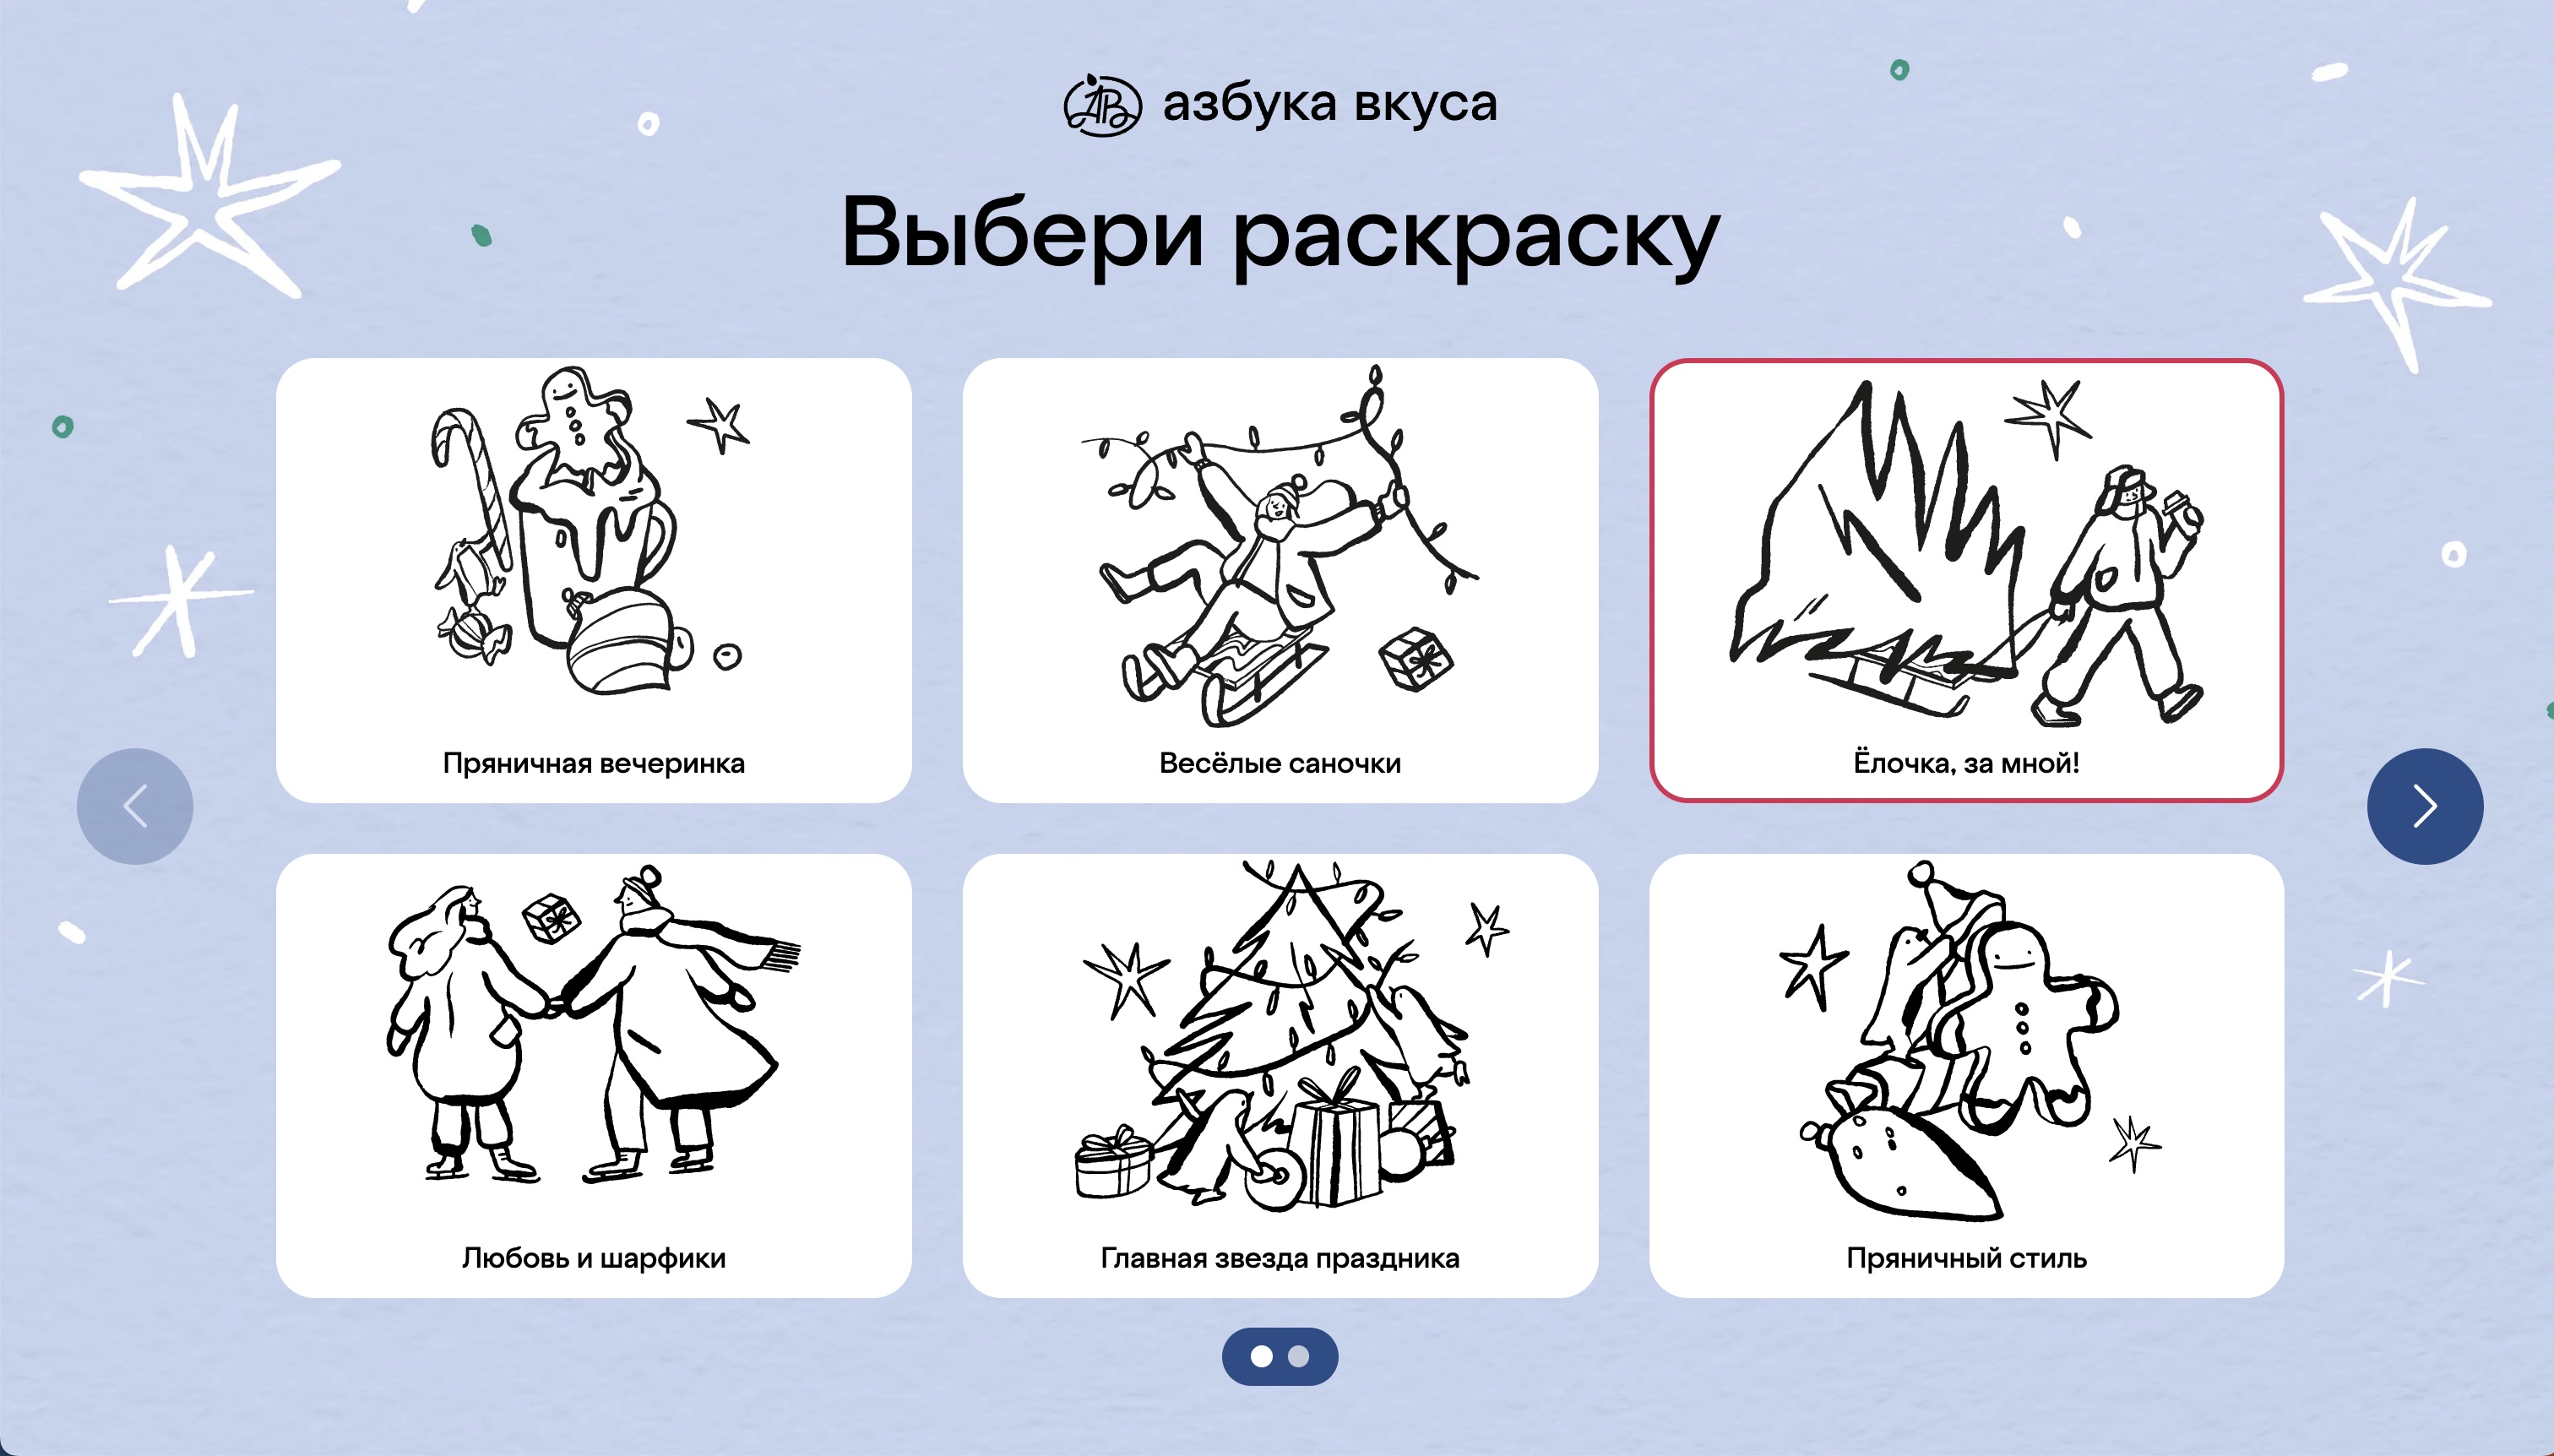 АВ азбука вкуса
Выбери раскраску
Пряничная вечеринка
Весёлые саночки
Ёлочка, за мной!
Любовь и шарфики
Главная звезда праздника
Пряничный стиль